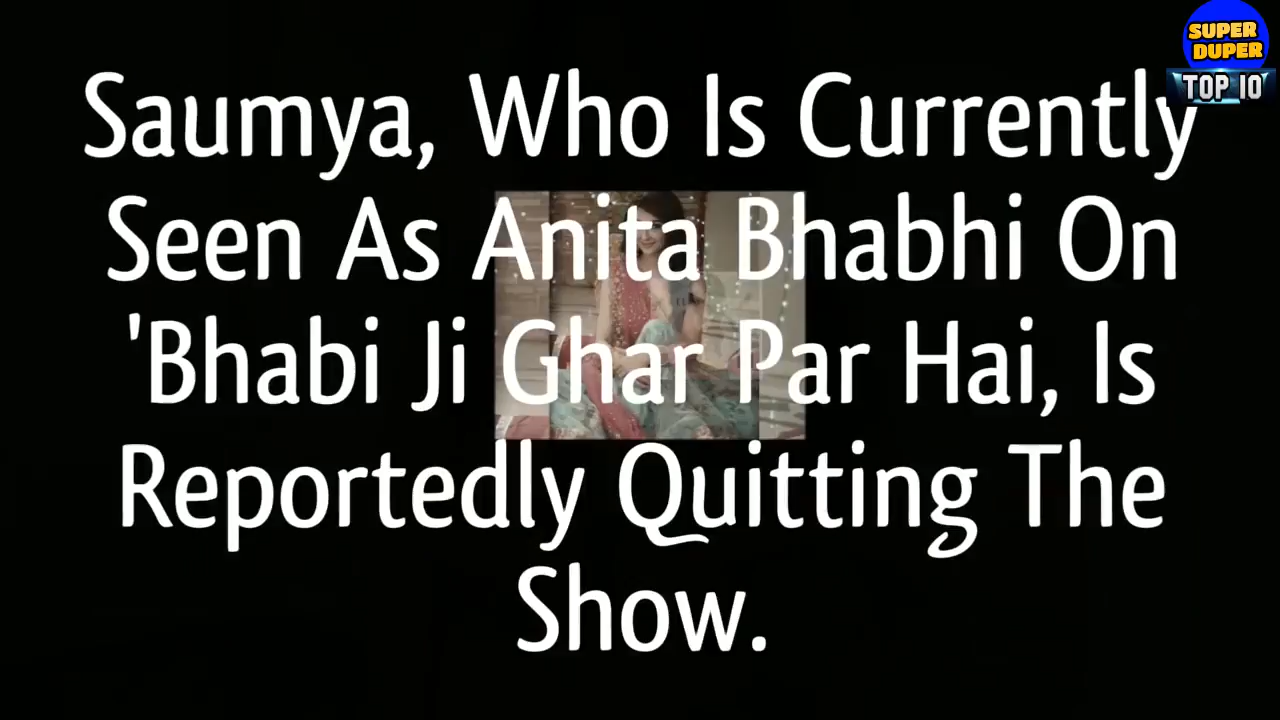 SUPER
DUPER
TOP 10
Saumya, Who Is Currently
Seen As Anita Bhabhi On
'Bhabi Ji Ghar Par Hai, Is
Reportedly Quitting The
Show.